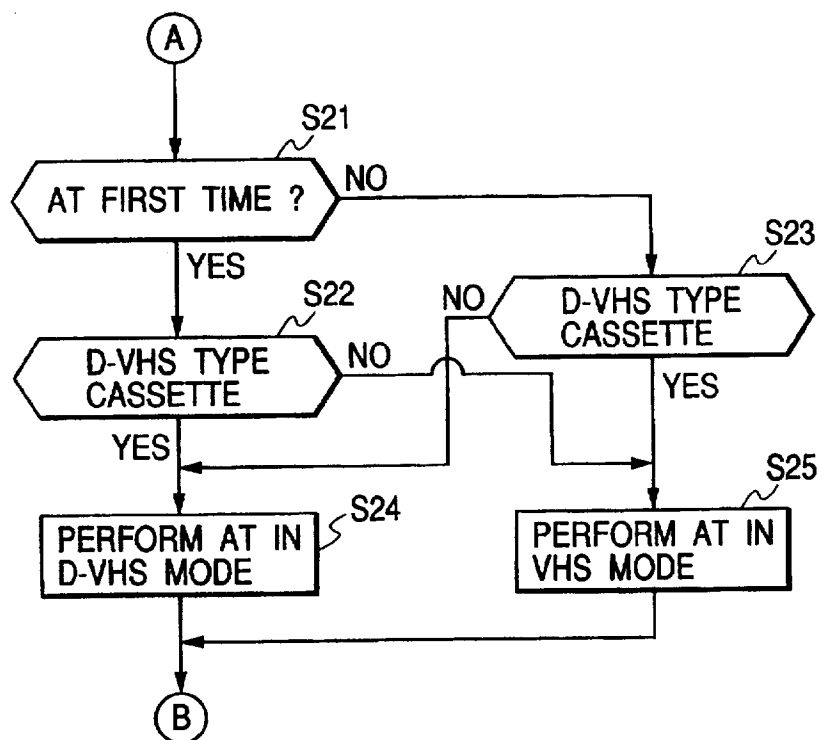 A
S21
AT FIRST TIME ?
NO
YES
S23
D-VHS TYPE
CASSETTE
NO
YES
S22
D-VHS TYPE
CASSETTE
NO
YES
S24
PERFORM AT IN
D-VHS MODE
S25
PERFORM AT IN
VHS MODE
B